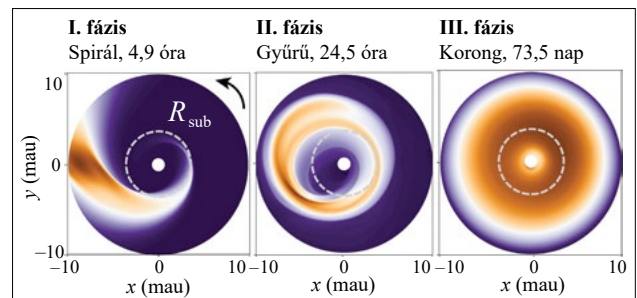 I. fázis
Spirál, 4,9 óra
II. fázis
Gyűrű, 24,5 óra
III. fázis
Korong, 73,5 nap
10
0
−10
y (mau)
R_sub
−10 0 10 −10 0 10 −10 0 10
x (mau) x (mau) x (mau)